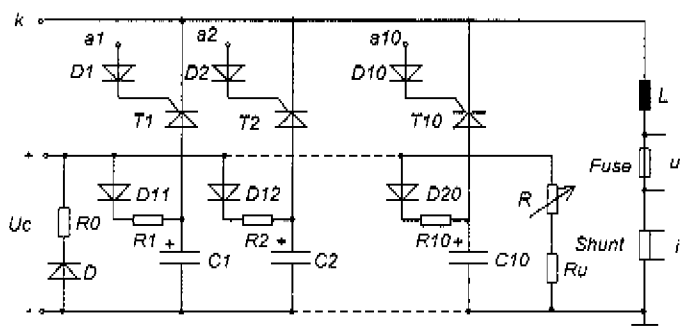 k a1 a2 a10
D1 D2 D10
T1 T2 T10 L
+ Fuse u
D11 D12 D20 R
Uc R0 R1 + R2 + R10 + Shunt i
D C1 C2 C10 Ru
-